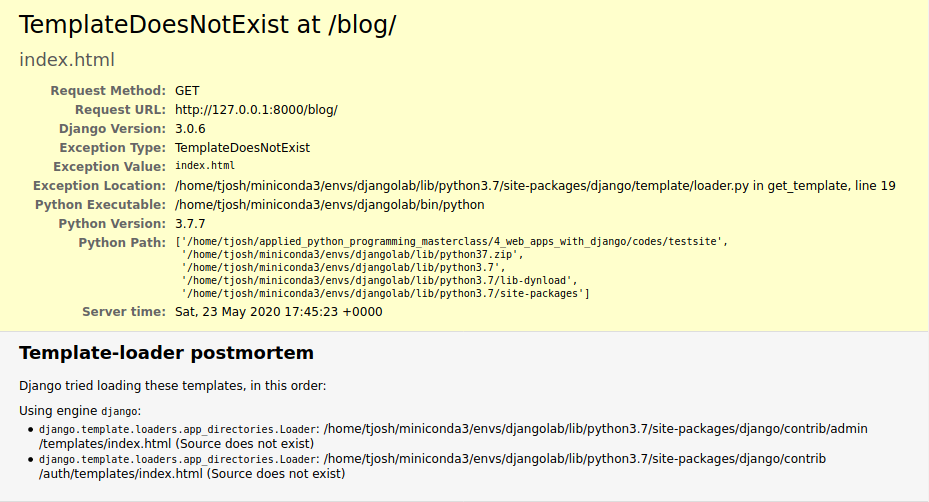 TemplateDoesNotExist at /blog/
index.html
Request Method: GET
Request URL: http://127.0.0.1:8000/blog/
Django Version: 3.0.6
Exception Type: TemplateDoesNotExist
Exception Value: index.html
Exception Location: /home/tjosh/miniconda3/envs/djangolab/lib/python3.7/site-packages/django/template/loader.py in get_template, line 19
Python Executable: /home/tjosh/miniconda3/envs/djangolab/bin/python
Python Version: 3.7.7
Python Path: ['/home/tjosh/applied_python_programming_masterclass/4_web_apps_with_django/codes/testsite',
'/home/tjosh/miniconda3/envs/djangolab/lib/python37.zip',
'/home/tjosh/miniconda3/envs/djangolab/lib/python3.7',
'/home/tjosh/miniconda3/envs/djangolab/lib/python3.7/lib-dynload',
'/home/tjosh/miniconda3/envs/djangolab/lib/python3.7/site-packages']
Server time: Sat, 23 May 2020 17:45:23 +0000
Template-loader postmortem
Django tried loading these templates, in this order:
Using engine django:
• django.template.loaders.app_directories.Loader: /home/tjosh/miniconda3/envs/djangolab/lib/python3.7/site-packages/django/contrib/admin
/templates/index.html (Source does not exist)
• django.template.loaders.app_directories.Loader: /home/tjosh/miniconda3/envs/djangolab/lib/python3.7/site-packages/django/contrib
/auth/templates/index.html (Source does not exist)